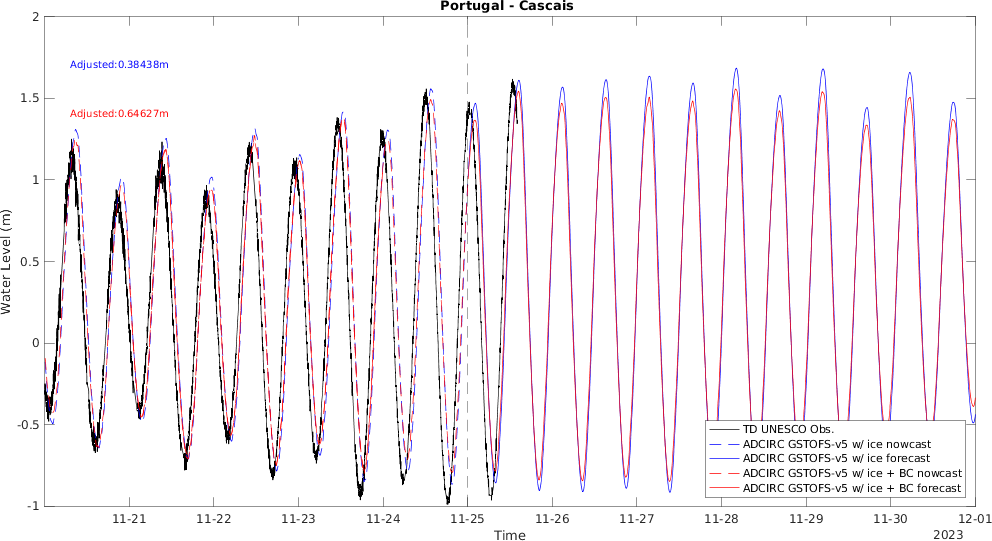 Portugal - Cascais
2
Adjusted:0.38438m
1.5
Adjusted:0.64627m
1
Water Level (m)
0.5
0
-0.5
-1
TD UNESCO Obs.
ADCIRC GSTOFS-v5 w/ ice nowcast
ADCIRC GSTOFS-v5 w/ ice forecast
ADCIRC GSTOFS-v5 w/ ice + BC nowcast
ADCIRC GSTOFS-v5 w/ ice + BC forecast
11-21 11-22 11-23 11-24 11-25 11-26 11-27 11-28 11-29 11-30 12-01
Time
2023